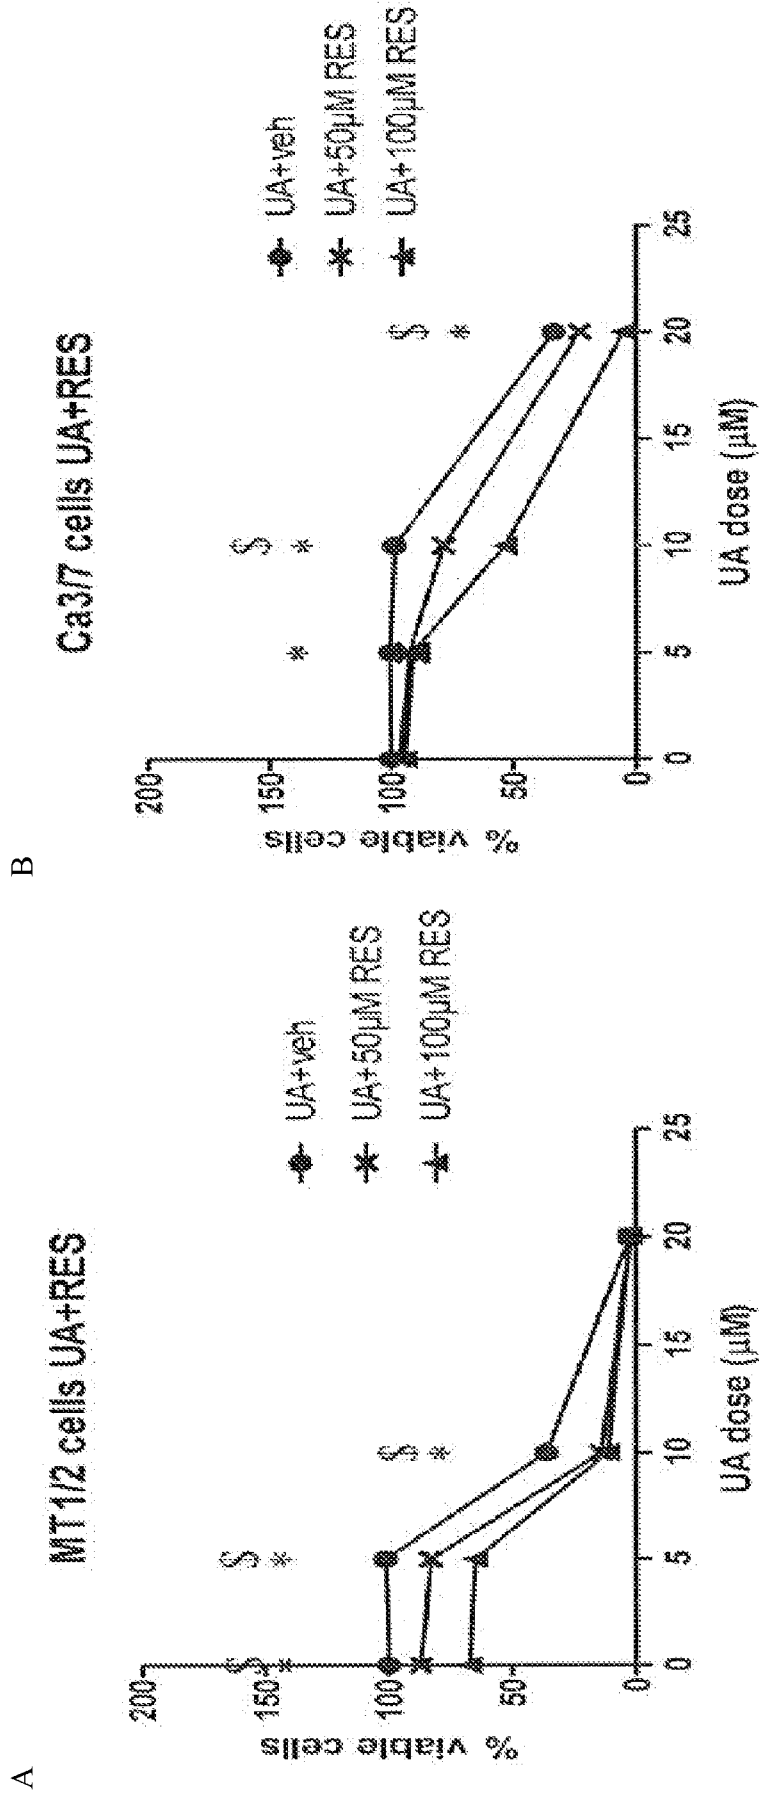 A
MT1/2 cells UA+RES
% viable cells
200
150
100
50
0
$
*
$
*
$
*
0
5
10
15
20
25
UA dose (µM)
UA+veh
UA+50µM RES
UA+100µM RES
B
Ca3/7 cells UA+RES
% viable cells
200
150
100
50
0
*
$
*
$
*
0
5
10
15
20
25
UA dose (µM)
UA+veh
UA+50µM RES
UA+100µM RES